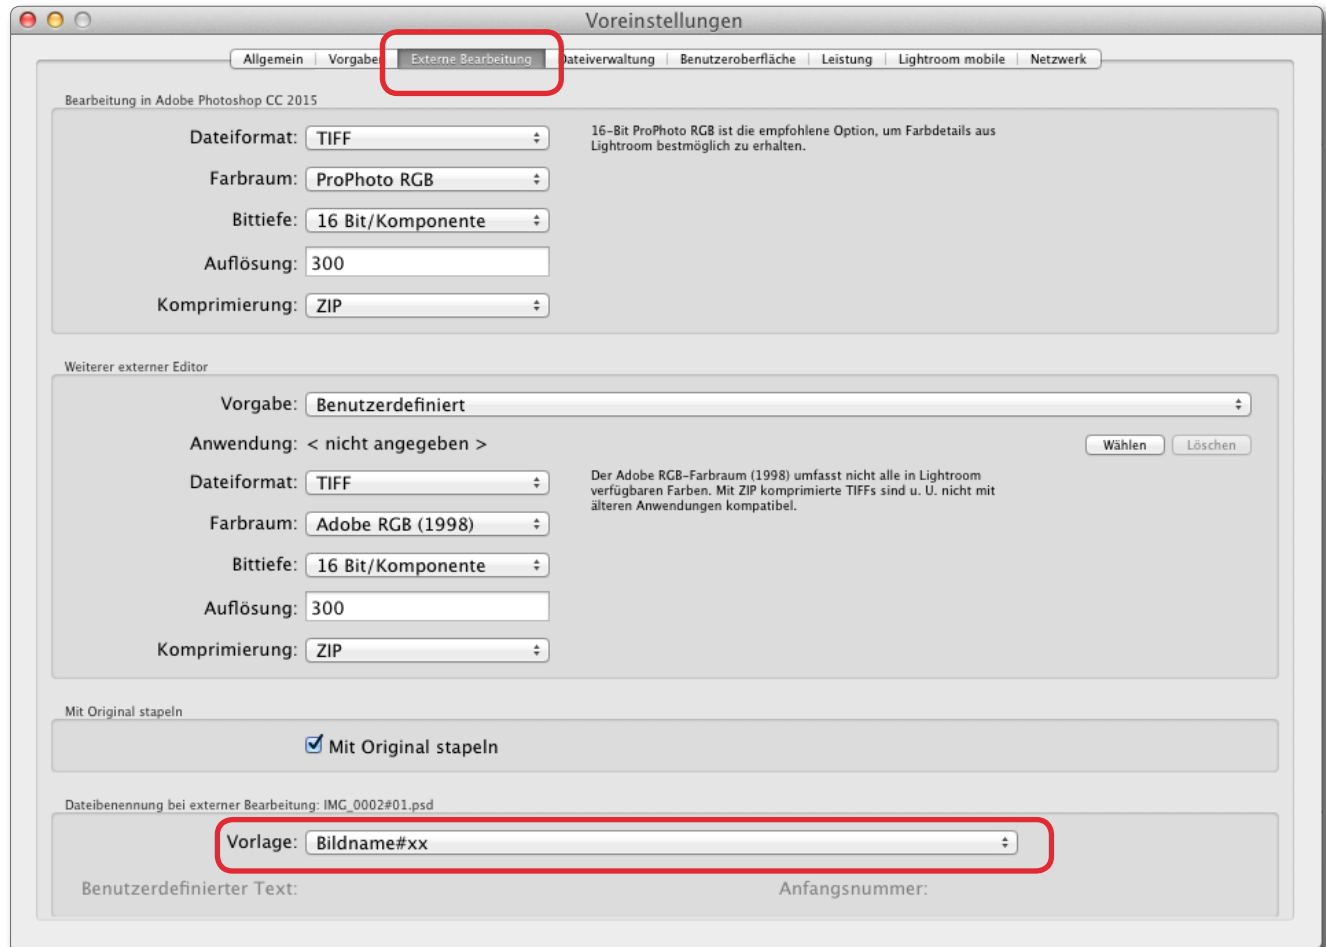 Voreinstellungen
Allgemein Vorgaben Externe Bearbeitung Dateiverwaltung Benutzeroberfläche Leistung Lightroom mobile Netzwerk
Bearbeitung in Adobe Photoshop CC 2015
Dateiformat: TIFF
16-Bit ProPhoto RGB ist die empfohlene Option, um Farbdetails aus
Lightroom bestmöglich zu erhalten.
Farbraum: ProPhoto RGB
Bittiefe: 16 Bit/Komponente
Auflösung: 300
Komprimierung: ZIP
Weiterer externer Editor
Vorgabe: Benutzerdefiniert
Anwendung: < nicht angegeben > Wählen Löschen
Dateiformat: TIFF
Der Adobe RGB-Farbraum (1998) umfasst nicht alle in Lightroom
verfügbaren Farben. Mit ZIP komprimierte TIFFs sind u. U. nicht mit
älteren Anwendungen kompatibel.
Farbraum: Adobe RGB (1998)
Bittiefe: 16 Bit/Komponente
Auflösung: 300
Komprimierung: ZIP
Mit Original stapeln
Mit Original stapeln
Dateibenennung bei externer Bearbeitung: IMG_0002#01.psd
Vorlage: Bildname#xx
Benutzerdefinierter Text: Anfangsnummer: